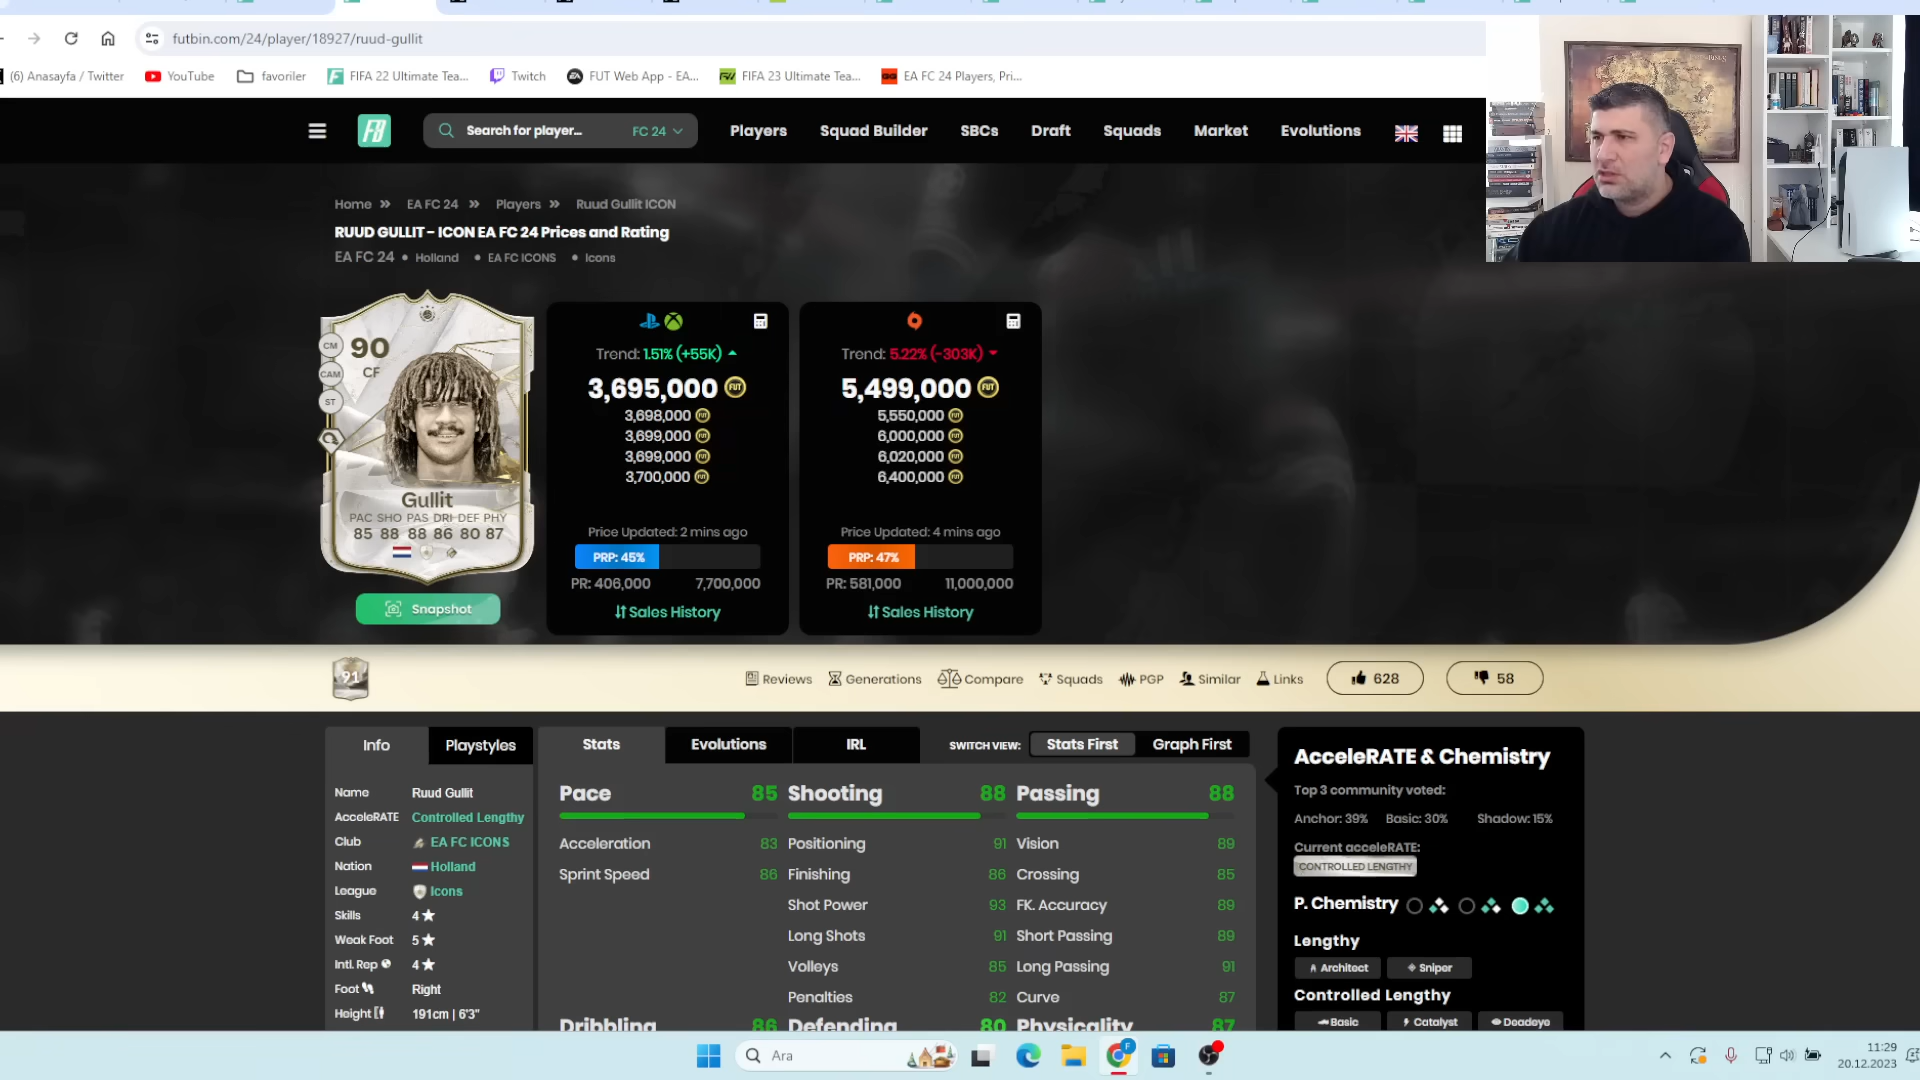 futbin.com/24/player/18927/ruud-gullit
(6) Anasayfa / Twitter YouTube favoriler FIFA 22 Ultimate Tea... Twitch FUT Web App - EA... FIFA 23 Ultimate Tea... EA FC 24 Players, Pri...
Search for player... FC 24 Players Squad Builder SBCs Draft Squads Market Evolutions
Home » EA FC 24 » Players » Ruud Gullit ICON
RUUD GULLIT - ICON EA FC 24 Prices and Rating
EA FC 24 • Holland • EA FC ICONS • Icons
CM
90
CF
CAM
ST
Gullit
PAC SHO PAS DRI DEF PHY
85 88 88 86 80 87
Snapshot
Trend: 1.51% (+55K)
3,695,000
3,698,000
3,699,000
3,699,000
3,700,000
Price Updated: 2 mins ago
PRP: 45%
PR: 406,000 7,700,000
Sales History
Trend: 5.22% (-303K)
5,499,000
5,550,000
6,000,000
6,020,000
6,400,000
Price Updated: 4 mins ago
PRP: 47%
PR: 581,000 11,000,000
Sales History
91
Reviews Generations Compare Squads PGP Similar Links 628 58
Info Playstyles
Name Ruud Gullit
AcceleRATE Controlled Lengthy
Club EA FC ICONS
Nation Holland
League Icons
Skills 4
Weak Foot 5
Intl. Rep 4
Foot Right
Height 191cm | 6'3"
Stats Evolutions IRL SWITCH VIEW: Stats First Graph First
Pace 85
Acceleration 83
Sprint Speed 86
Shooting 88
Positioning 91
Finishing 86
Shot Power 93
Long Shots 91
Volleys 85
Penalties 82
Passing 88
Vision 89
Crossing 85
FK. Accuracy 89
Short Passing 89
Long Passing 91
Curve 87
Dribbling 86 Defending 80 Physicality 87
AcceleRATE & Chemistry
Top 3 community voted:
Anchor: 39% Basic: 30% Shadow: 15%
Current acceleRATE:
CONTROLLED LENGTHY
P. Chemistry
Lengthy
Architect Sniper
Controlled Lengthy
Basic Catalyst Deadeye
Ara
11:29
20.12.2023